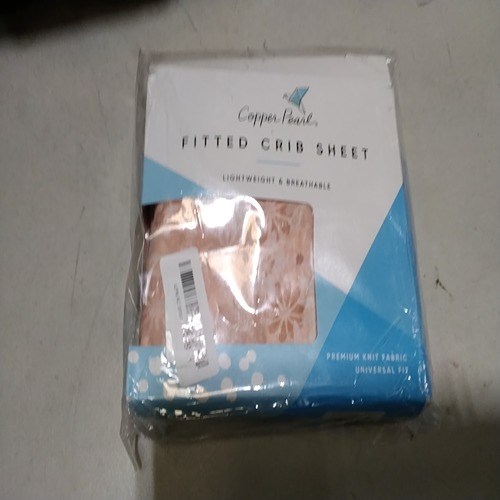 Copper Pearl
FITTED CRIB SHEET
LIGHTWEIGHT & BREATHABLE
PREMIUM KNIT FABRIC
UNIVERSAL FIT